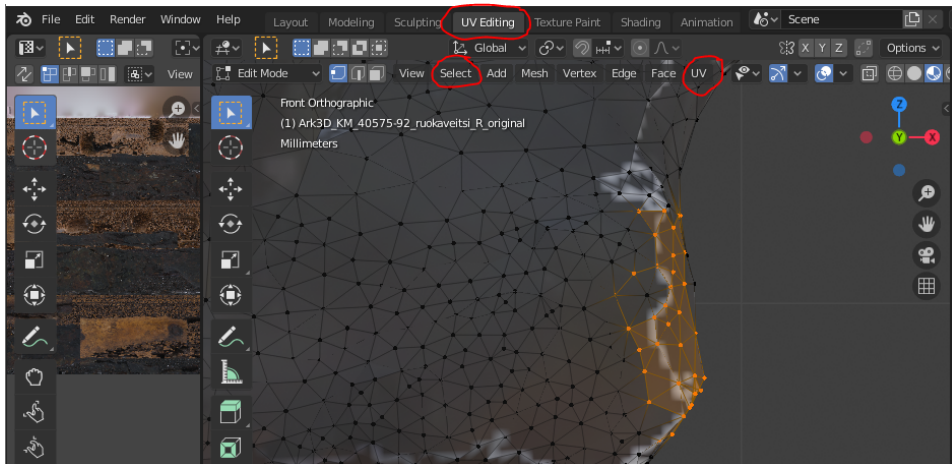 File Edit Render Window Help Layout Modeling Sculpting UV Editing Texture Paint Shading Animation Scene
Global X Y Z Options
View Edit Mode View Select Add Mesh Vertex Edge Face UV
Front Orthographic
(1) Ark3D_KM_40575-92_ruokaveitsi_R_original
Millimeters
Z
Y X